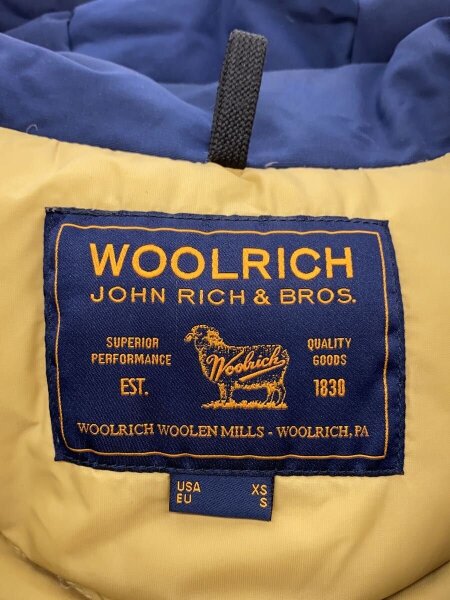 WOOLRICH
JOHN RICH & BROS.
SUPERIOR PERFORMANCE
Woolrich
QUALITY GOODS
EST. 1830
WOOLRICH WOOLEN MILLS - WOOLRICH, PA
USA XS
EU S